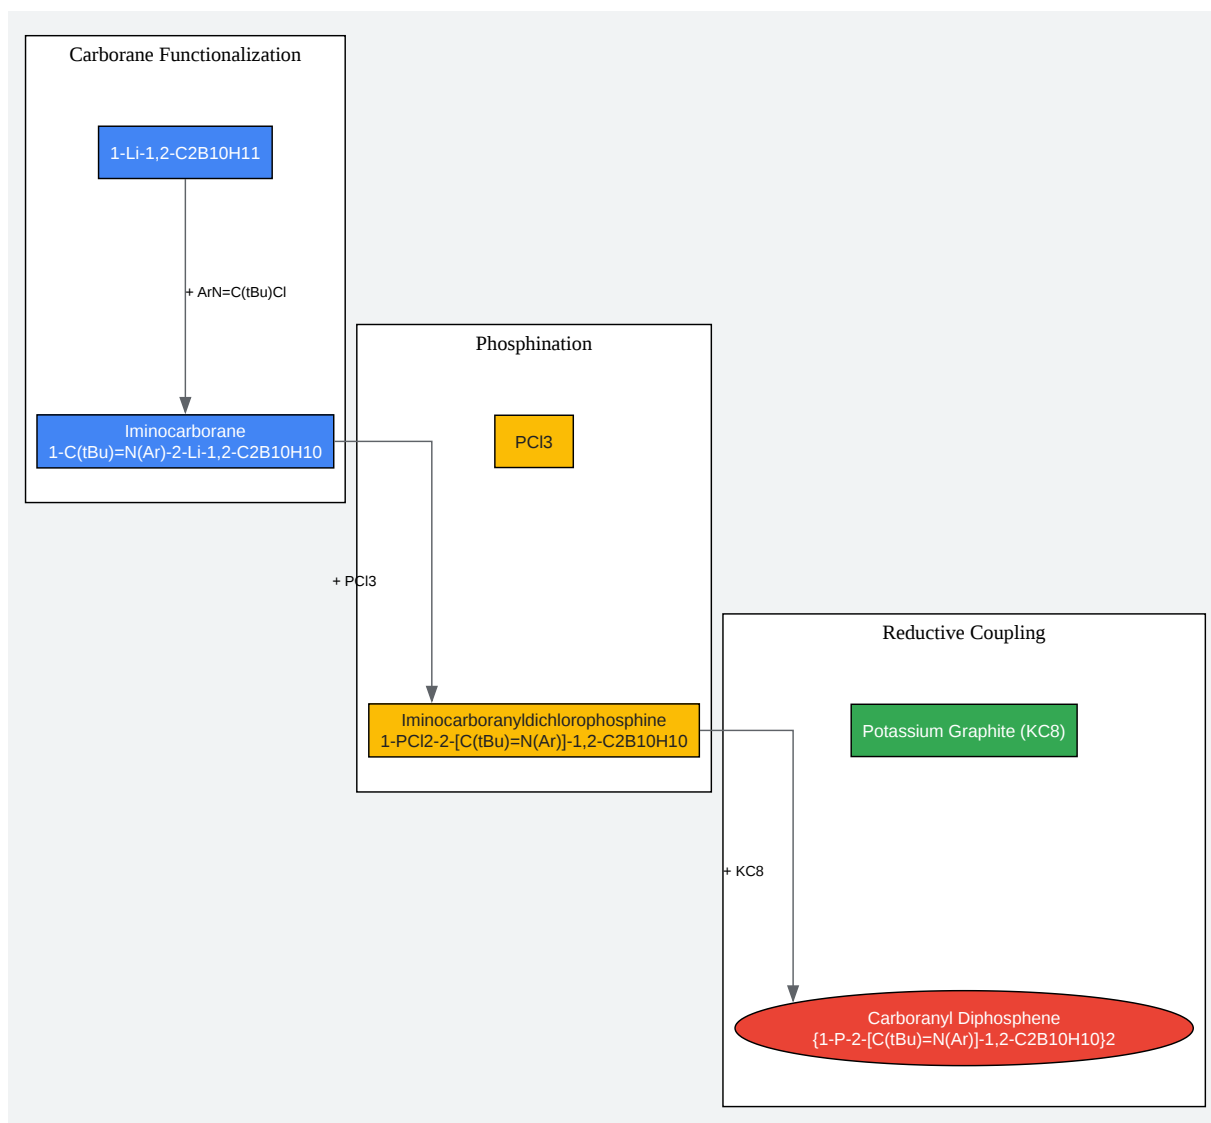 Carborane Functionalization
1-Li-1,2-C2B10H11
+ ArN=C(tBu)Cl
Iminocarborane
1-C(tBu)=N(Ar)-2-Li-1,2-C2B10H10
Phosphination
PCl3
+ PCl3
Iminocarboranyldichlorophosphine
1-PCl2-2-[C(tBu)=N(Ar)]-1,2-C2B10H10
Reductive Coupling
Potassium Graphite (KC8)
+ KC8
Carboranyl Diphosphene
{1-P-2-[C(tBu)=N(Ar)]-1,2-C2B10H10}2